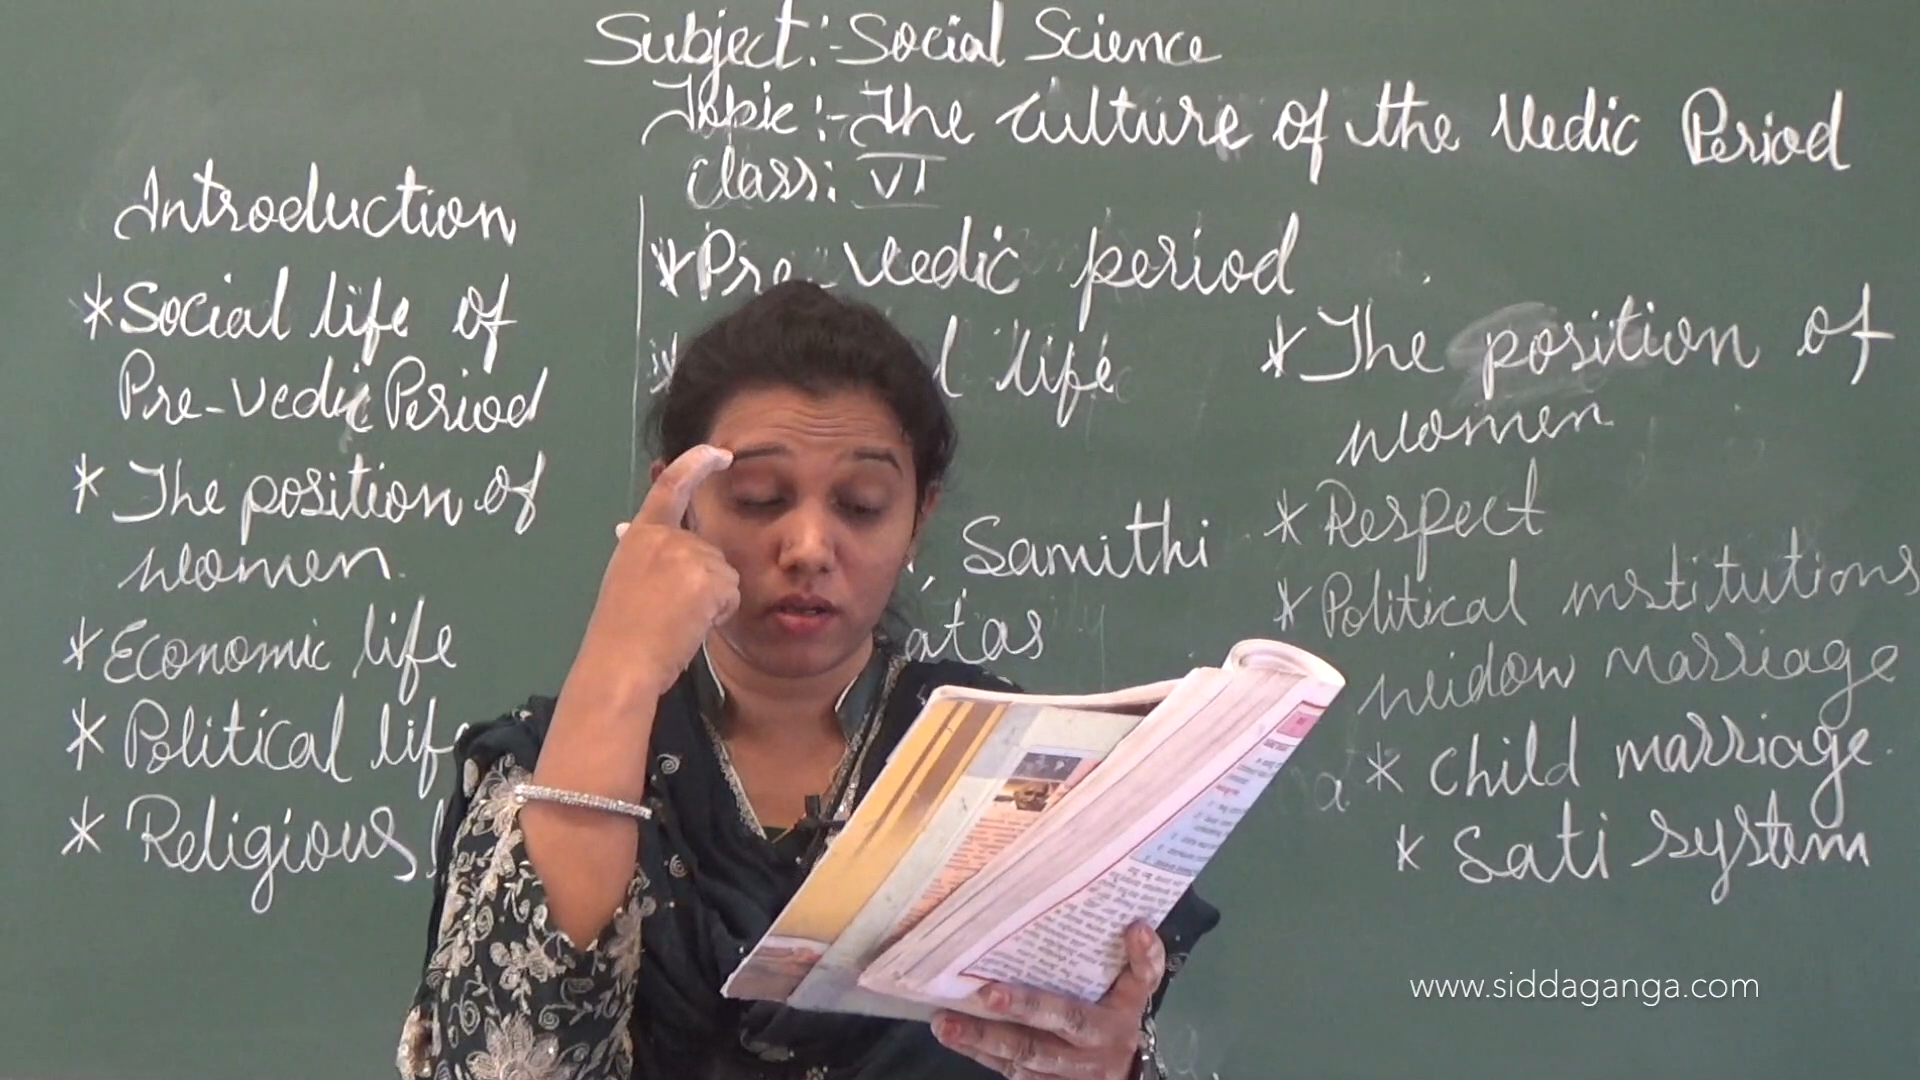 Subject:-Social Science
Topic:-The culture of the Vedic Period
class: VI
Introduction
*Social life of
Pre-vedic Period
* The position of
women.
* Economic life
* Political life
* Religious
*Pre-Vedic period
* life
, Samithi
* The position of
women.
* Respect
* Political institutions
widow marriage
* child marriage.
* Sati system
www.siddaganga.com